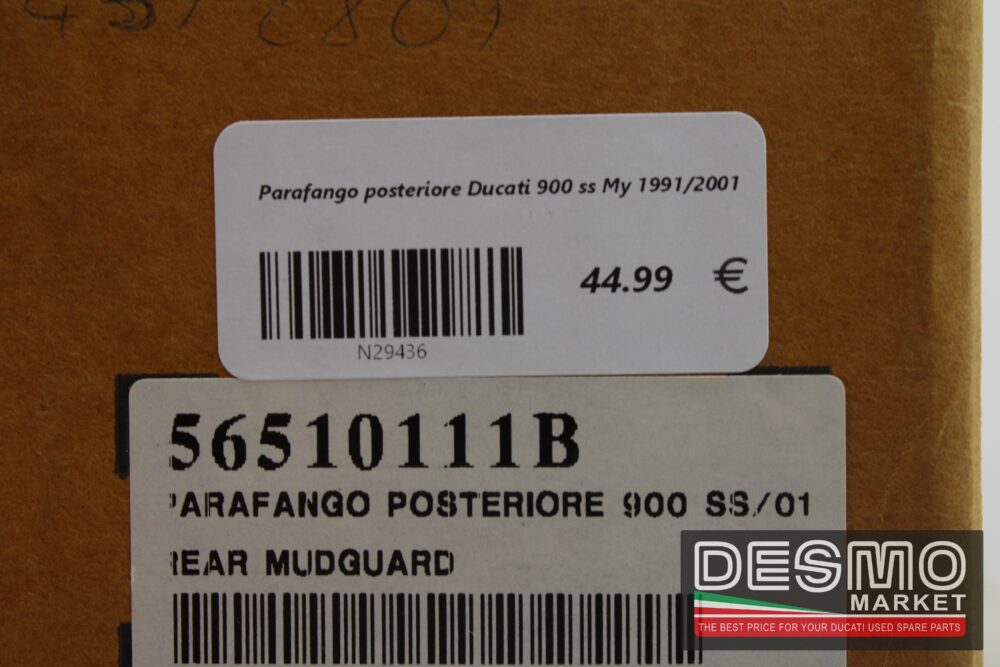 Parafango posteriore Ducati 900 ss My 1991/2001
44.99 €
N29436
56510111B
PARAFANGO POSTERIORE 900 SS/01
REAR MUDGUARD
DESMO
MARKET
THE BEST PRICE FOR YOUR DUCATI USED SPARE PARTS